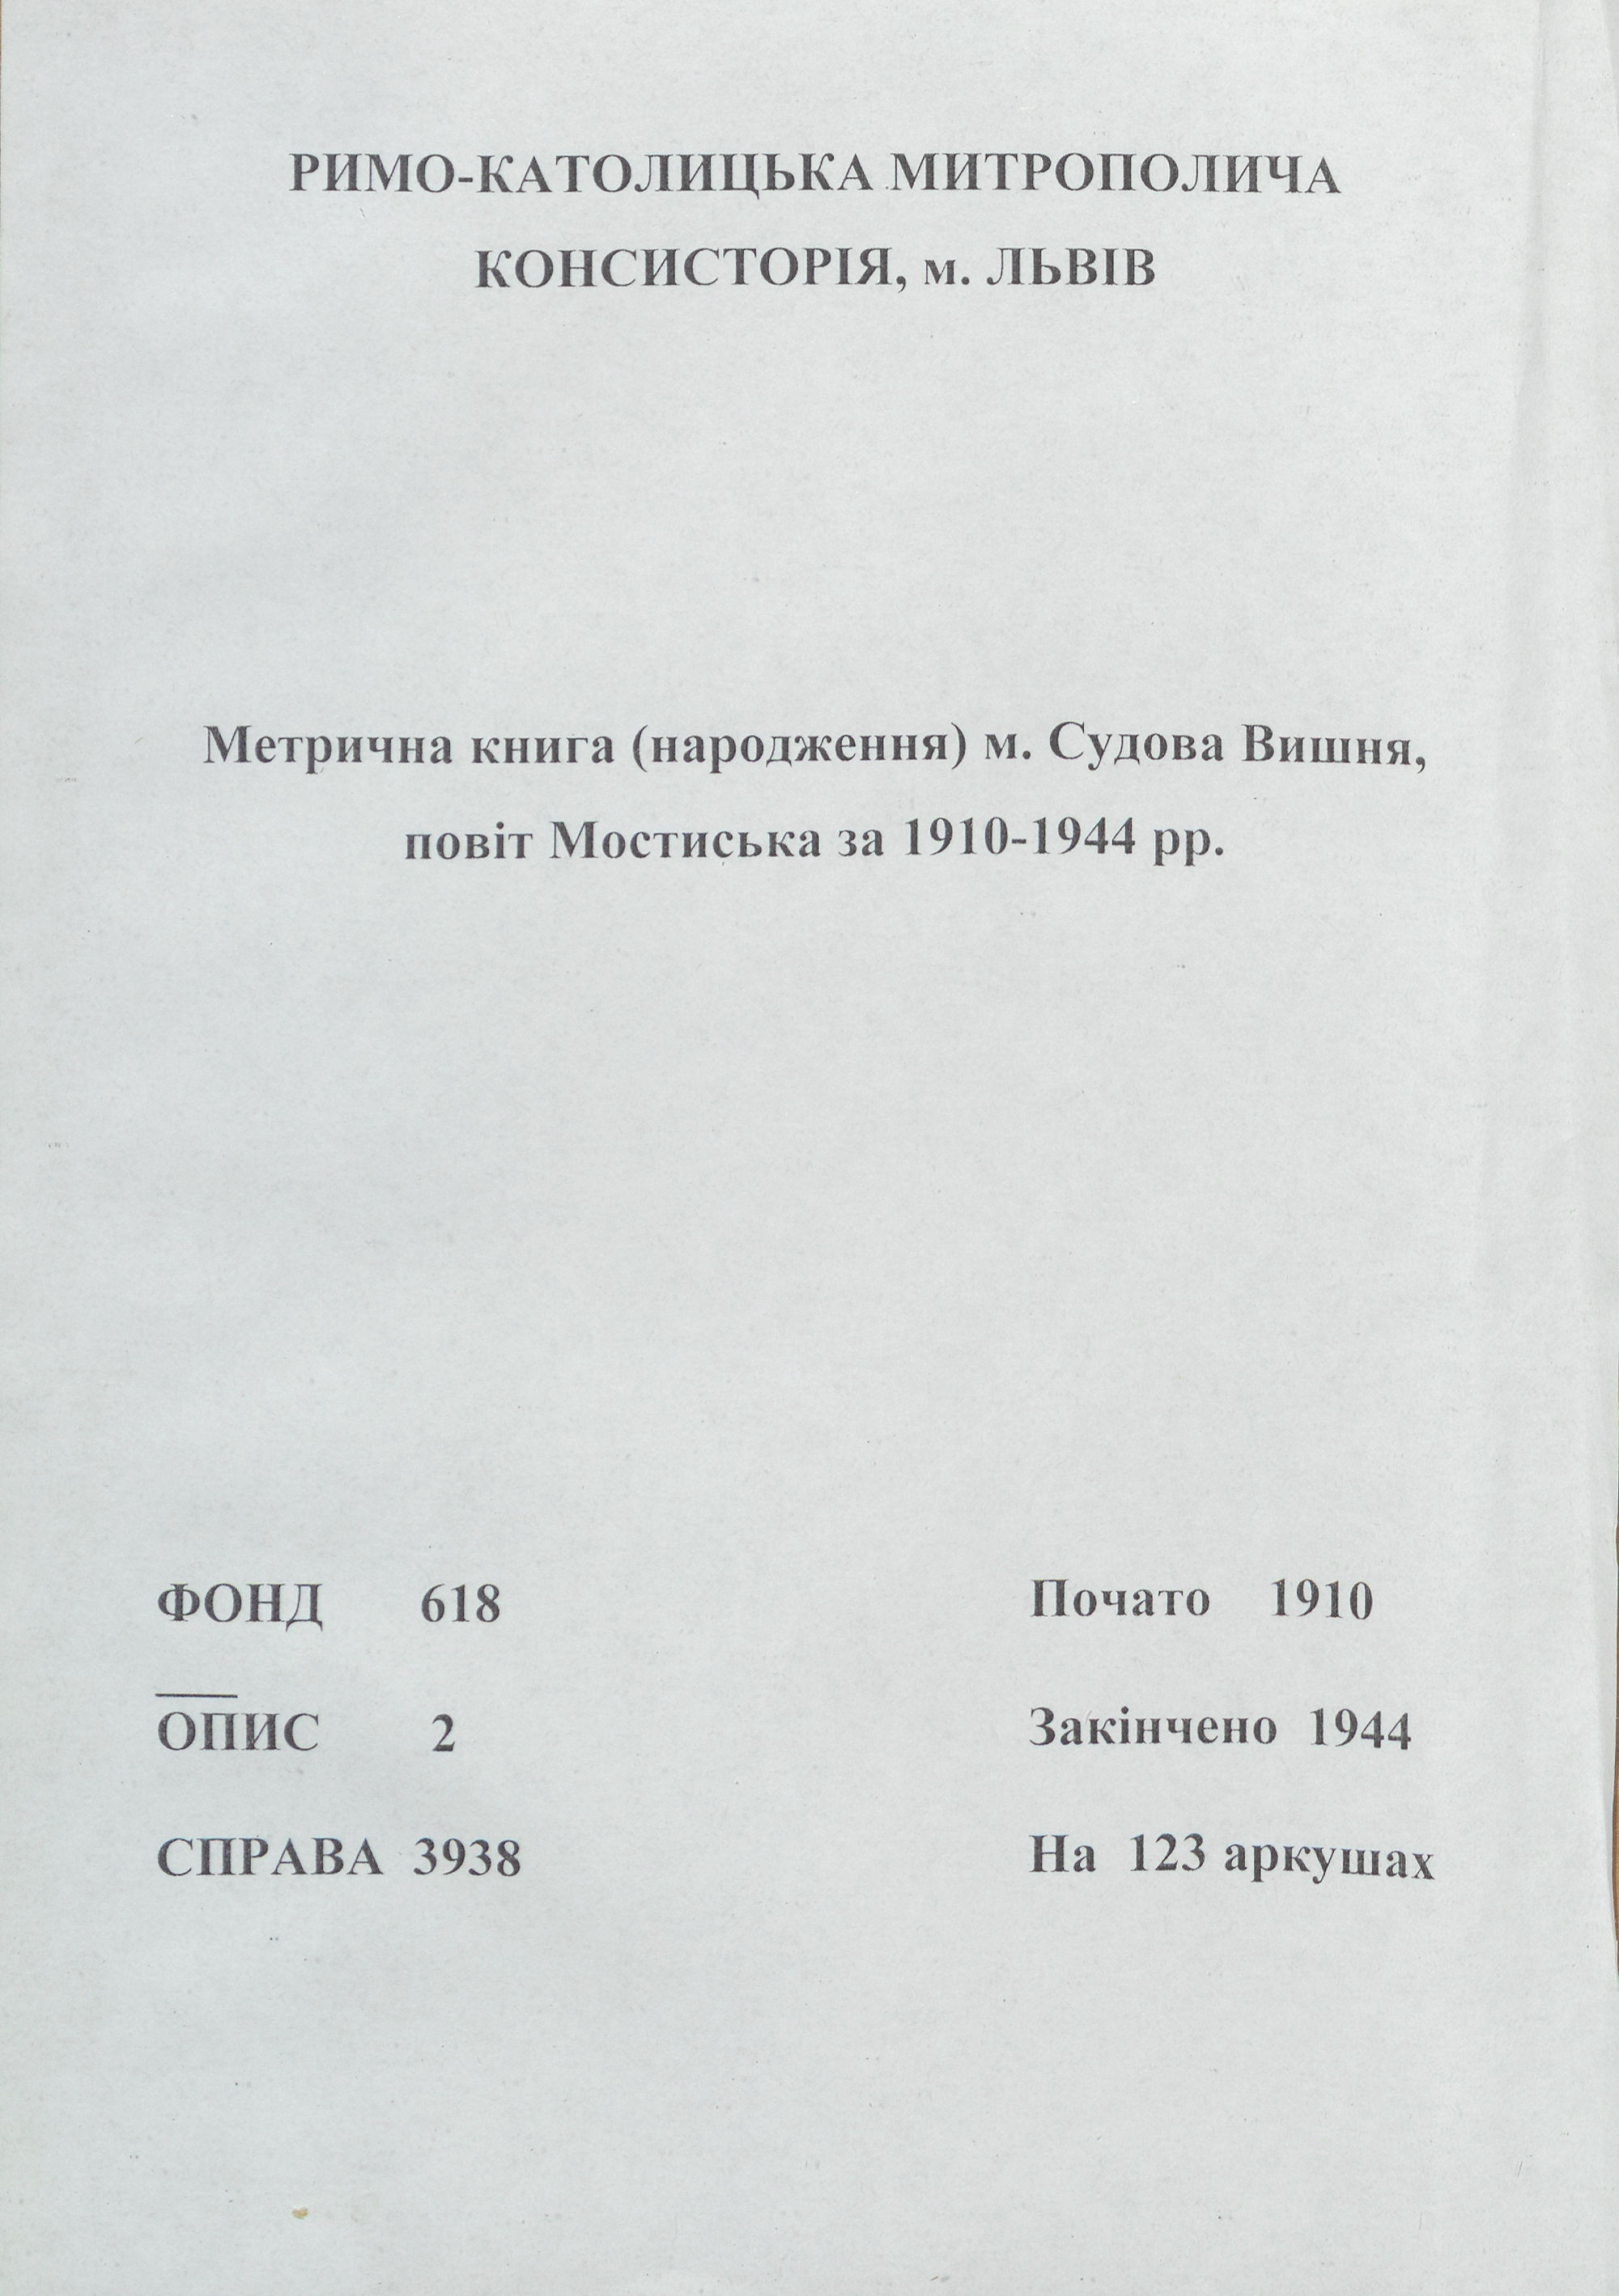 РИМО-КАТОЛИЦЬКА МИТРОПОЛИЧА
КОНСИСТОРІЯ, м. ЛЬВІВ
Метрична книга (народження) м. Судова Вишня,
повіт Мостиська за 1910-1944 рр.
ФОНД 618 Почато 1910
ОПИС 2 Закінчено 1944
СПРАВА 3938 На 123 аркушах